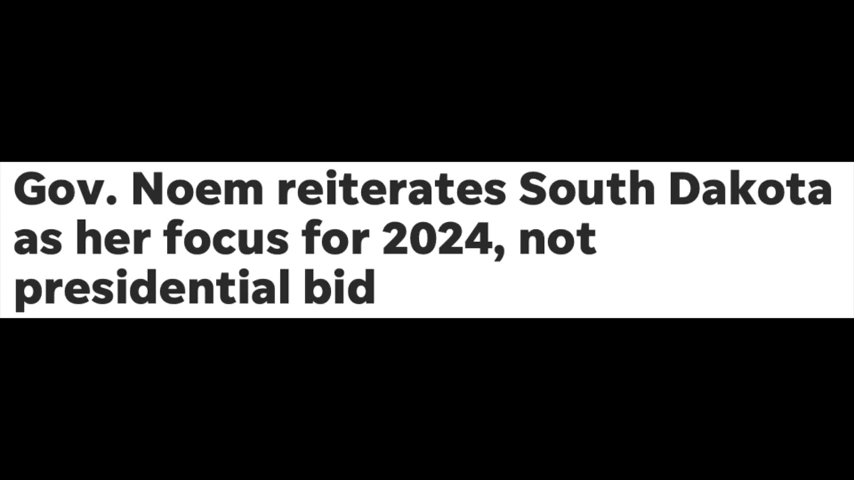 Gov. Noem reiterates South Dakota
as her focus for 2024, not
presidential bid